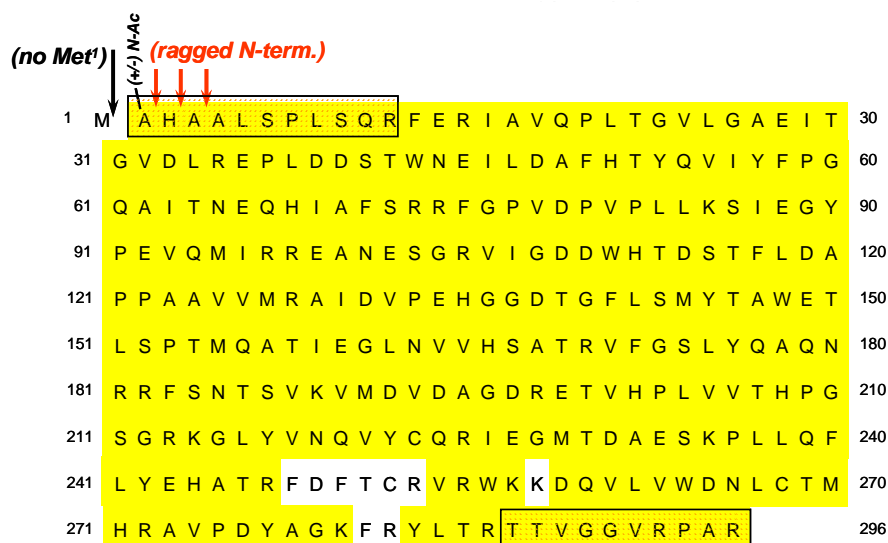 (no Met¹) (+/-) N-Ac (ragged N-term.)
1 M A H A A L S P L S Q R F E R I A V Q P L T G V L G A E I T 30
31 G V D L R E P L D D S T W N E I L D A F H T Y Q V I Y F P G 60
61 Q A I T N E Q H I A F S R R F G P V D P V P L L K S I E G Y 90
91 P E V Q M I R R E A N E S G R V I G D D W H T D S T F L D A 120
121 P P A A V V M R A I D V P E H G G D T G F L S M Y T A W E T 150
151 L S P T M Q A T I E G L N V V H S A T R V F G S L Y Q A Q N 180
181 R R F S N T S V K V M D V D A G D R E T V H P L V V T H P G 210
211 S G R K G L Y V N Q V Y C Q R I E G M T D A E S K P L L Q F 240
241 L Y E H A T R F D F T C R V R W K K D Q V L V W D N L C T M 270
271 H R A V P D Y A G K F R Y L T R T T V G G V R P A R 296